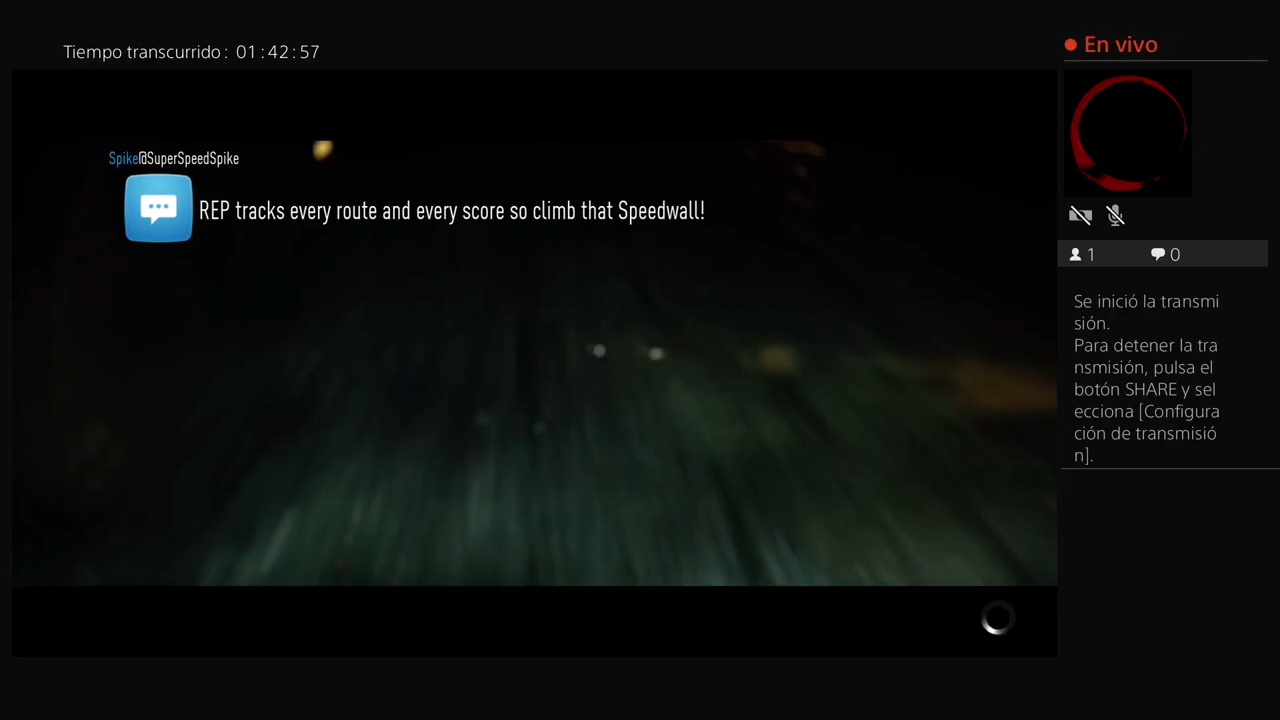 Tiempo transcurrido: 01:42:57
En vivo
Spike@SuperSpeedSpike
REP tracks every route and every score so climb that Speedwall!
1 0
Se inició la transmi
sión.
Para detener la tra
nsmisión, pulsa el
botón SHARE y sel
ecciona [Configura
ción de transmisió
n].